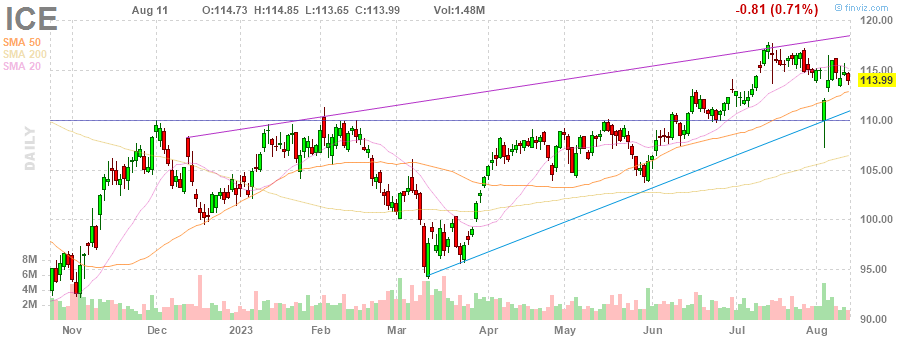 ICE Aug 11 O:114.73 H:114.85 L:113.65 C:113.99 Vol:1.48M -0.81 (0.71%) © finviz.com
SMA 50
SMA 200
SMA 20
DAILY
120.00
115.00
113.99
110.00
105.00
100.00
95.00
90.00
8M
6M
4M
2M
Nov Dec 2023 Feb Mar Apr May Jun Jul Aug